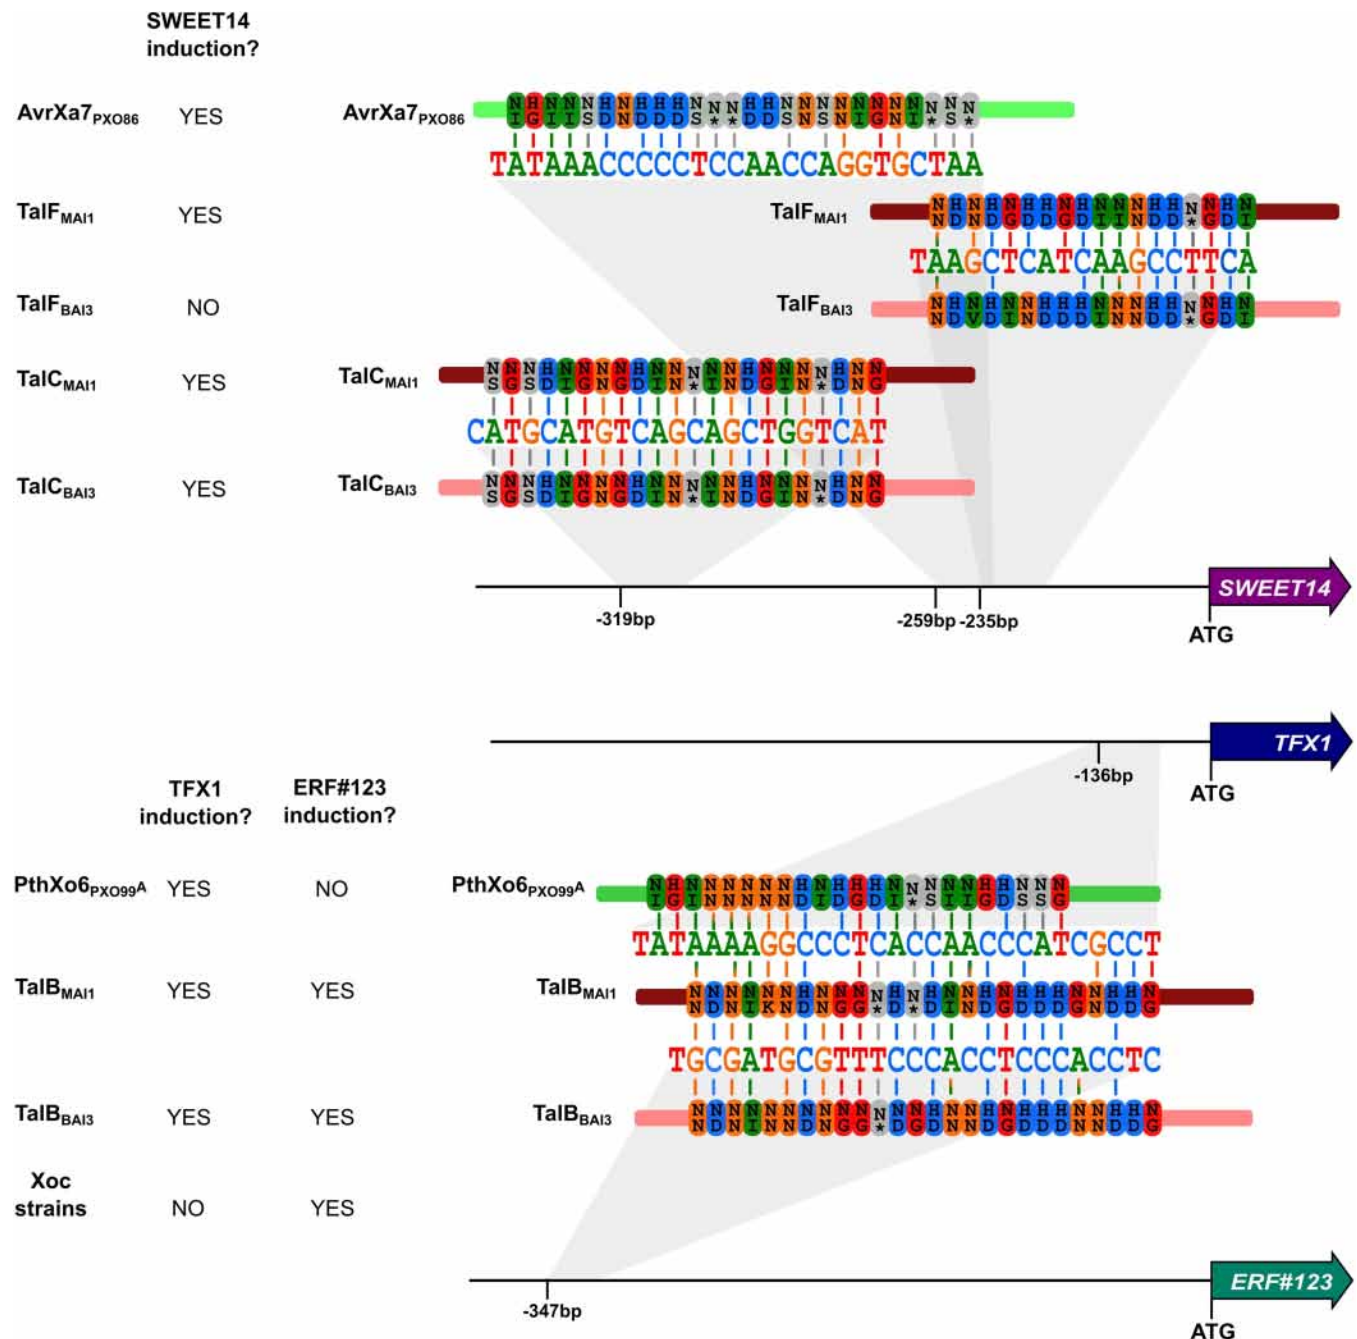 SWEET14
induction?
AvrXa7PXO86 YES AvrXa7PXO86
TATAAACCCCCTCCAACCAGGTGCTAA
TalFMAI1 YES TalFMAI1
TAAGCTCATCAAGCCTTCA
TalFBAI3 NO TalFBAI3
TalCMAI1 YES TalCMAI1
CATGCATGTCAGCAGCTGGTCAT
TalCBAI3 YES TalCBAI3
SWEET14
-319bp -259bp -235bp ATG
TFX1
-136bp ATG
TFX1 induction? ERF#123 induction?
PthXo6PXO99A YES NO PthXo6PXO99A
TATAAAAGGCCCTCACCAACCCATCGCCT
TalBMAI1 YES YES TalBMAI1
TGCGATGCGTTTCCCACCTCCCACCTC
TalBBAI3 YES YES TalBBAI3
Xoc
strains NO YES
ERF#123
-347bp ATG